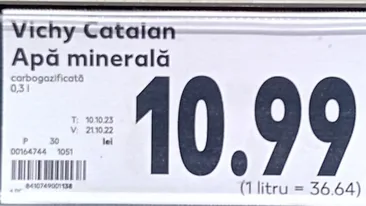 Vichy Catalan
Apă minerală
carbogazificată
0,3 l
10.99
T: 10.10.23
V: 21.10.22
P 30 lei
00164744 1051
8410749001138
(1 litru = 36.64)